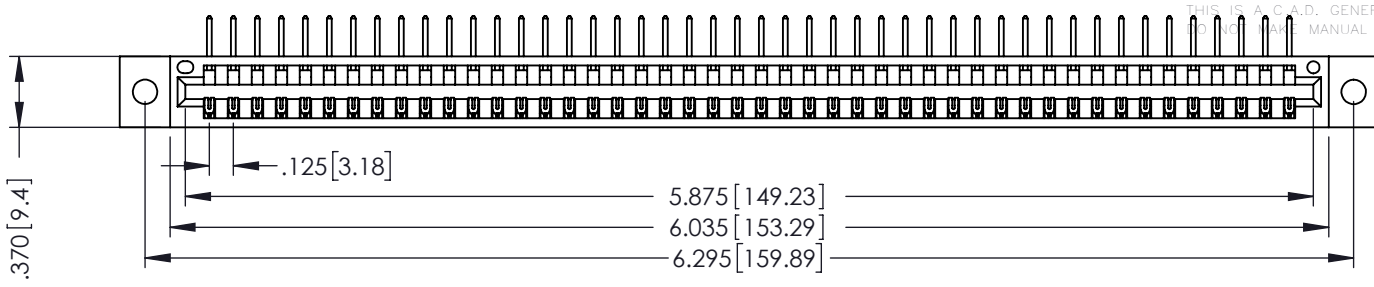 THIS IS A C.A.D. GENER
DO NOT MAKE MANUAL
.125[3.18]
5.875[149.23]
6.035[153.29]
6.295[159.89]
.370[9.4]